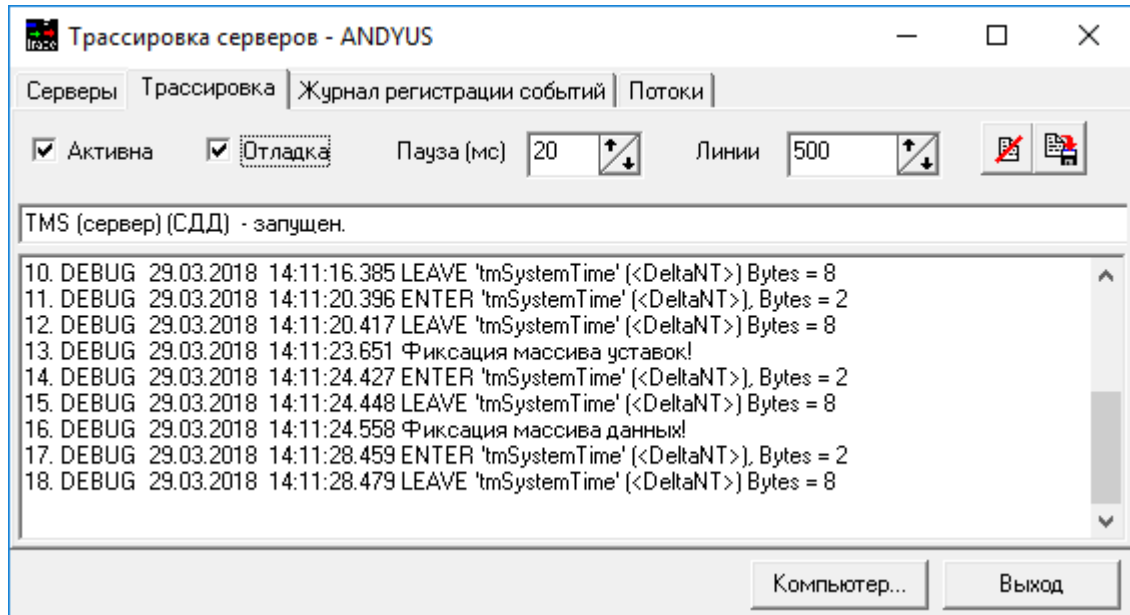 Трассировка серверов - ANDYUS
Серверы Трассировка Журнал регистрации событий Потоки
Активна Отладка Пауза (мс) 20 Линии 500
TMS (сервер) (СДД)  - запущен.
10. DEBUG  29.03.2018  14:11:16.385 LEAVE 'tmSystemTime' (<DeltaNT>) Bytes = 8
11. DEBUG  29.03.2018  14:11:20.396 ENTER 'tmSystemTime' (<DeltaNT>), Bytes = 2
12. DEBUG  29.03.2018  14:11:20.417 LEAVE 'tmSystemTime' (<DeltaNT>) Bytes = 8
13. DEBUG  29.03.2018  14:11:23.651 Фиксация массива уставок!
14. DEBUG  29.03.2018  14:11:24.427 ENTER 'tmSystemTime' (<DeltaNT>), Bytes = 2
15. DEBUG  29.03.2018  14:11:24.448 LEAVE 'tmSystemTime' (<DeltaNT>) Bytes = 8
16. DEBUG  29.03.2018  14:11:24.558 Фиксация массива данных!
17. DEBUG  29.03.2018  14:11:28.459 ENTER 'tmSystemTime' (<DeltaNT>), Bytes = 2
18. DEBUG  29.03.2018  14:11:28.479 LEAVE 'tmSystemTime' (<DeltaNT>) Bytes = 8
Компьютер... Выход